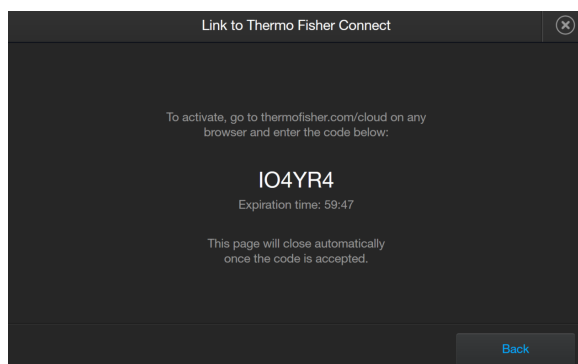 Link to Thermo Fisher Connect
To activate, go to thermofisher.com/cloud on any
browser and enter the code below:
IO4YR4
Expiration time: 59:47
This page will close automatically
once the code is accepted.
Back